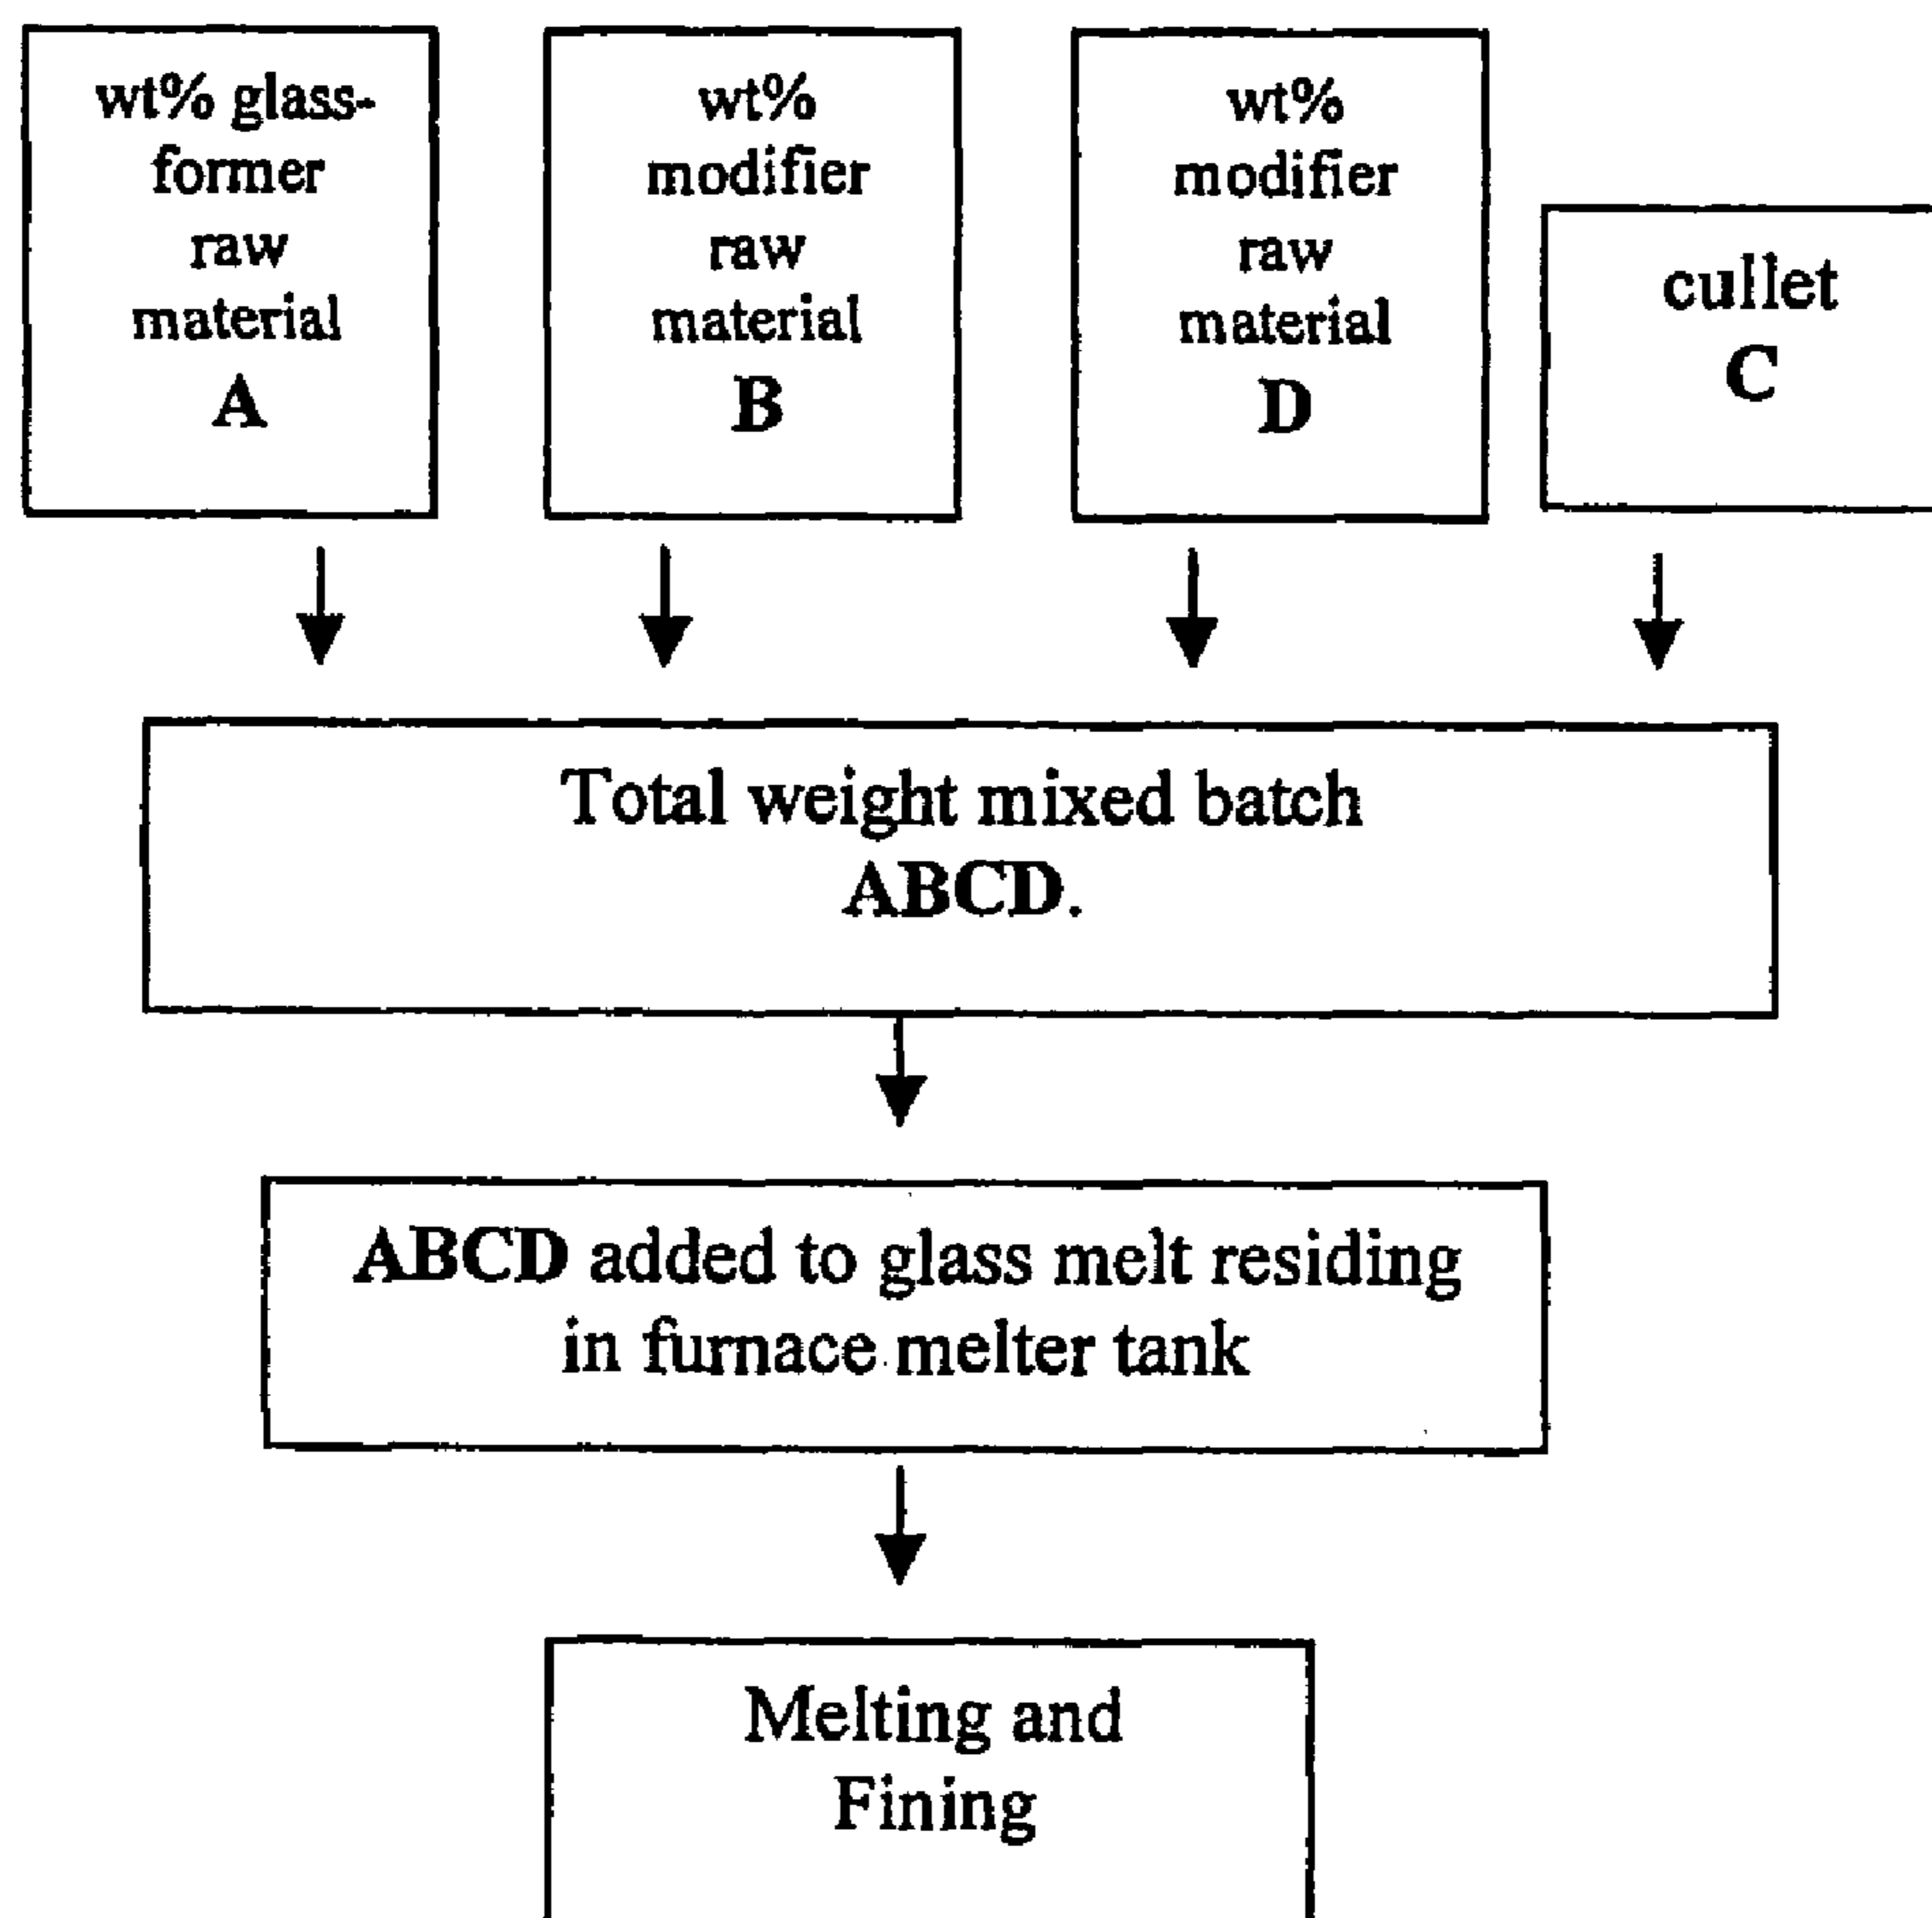 wt% glass-
former
raw
material
A
wt%
modifier
raw
material
B
wt%
modifier
raw
material
D
cullet
C
Total weight mixed batch
ABCD.
ABCD added to glass melt residing
in furnace melter tank
Melting and
Fining